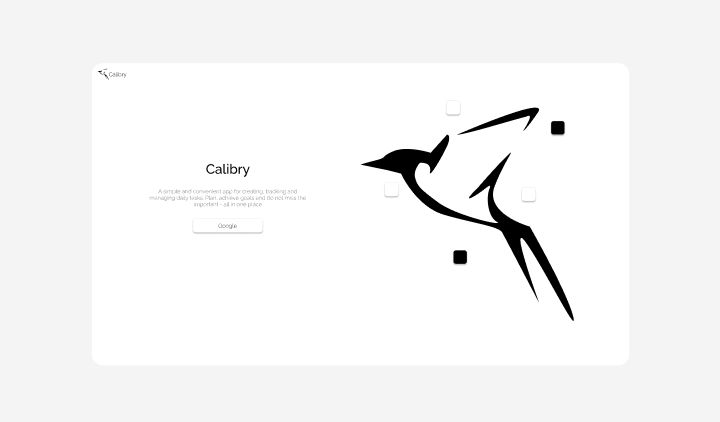 Calibry
Calibry
A simple and convenient app for creating, tracking and
managing daily tasks. Plan, achieve goals and do not miss the
important - all in one place
Google